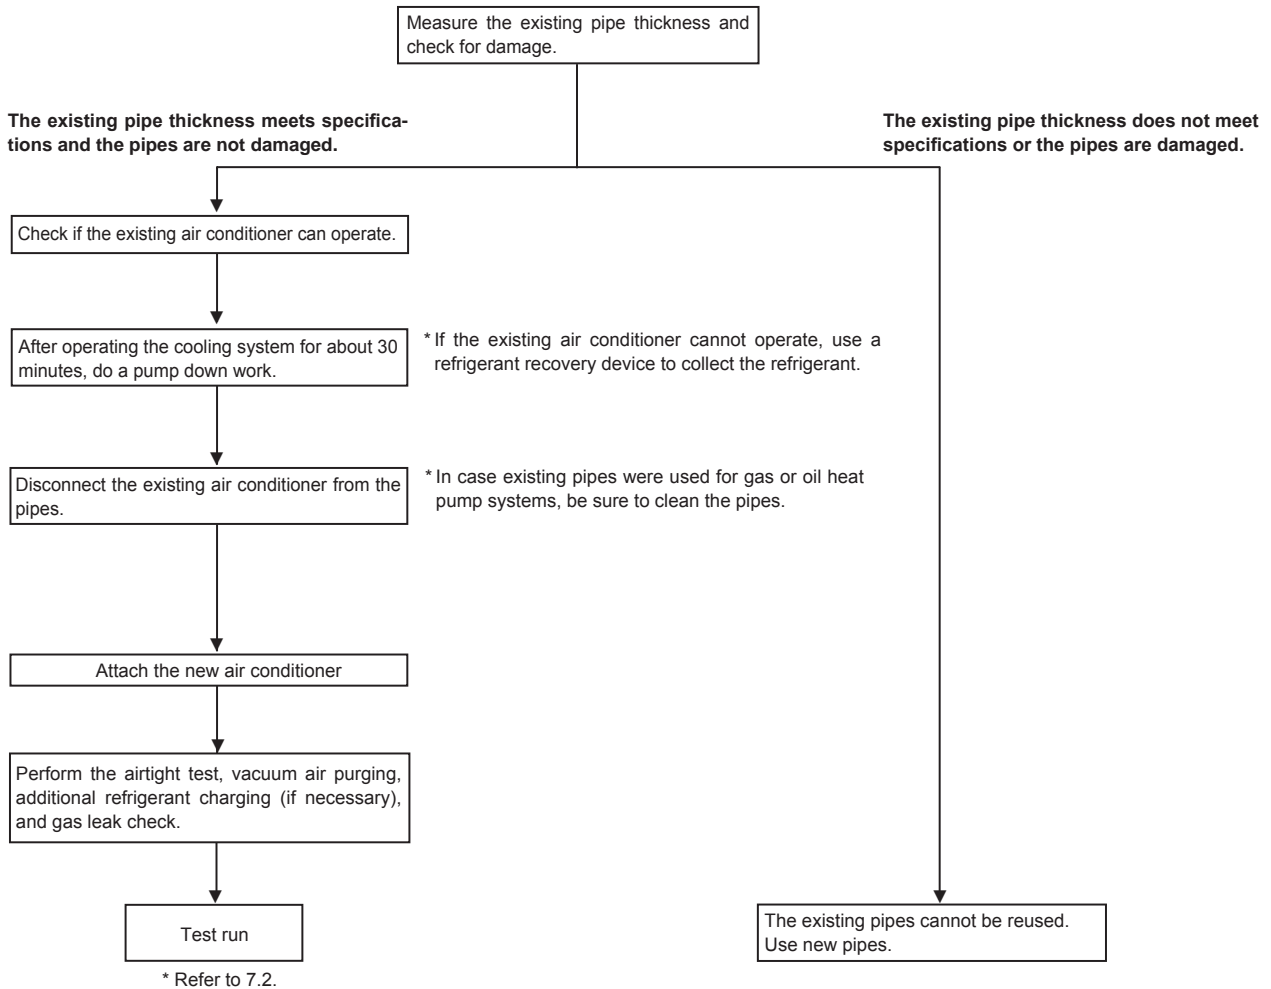 Measure the existing pipe thickness and
check for damage.
The existing pipe thickness meets specifica-
tions and the pipes are not damaged.
The existing pipe thickness does not meet
specifications or the pipes are damaged.
Check if the existing air conditioner can operate.
After operating the cooling system for about 30
minutes, do a pump down work.
* If the existing air conditioner cannot operate, use a
refrigerant recovery device to collect the refrigerant.
Disconnect the existing air conditioner from the
pipes.
* In case existing pipes were used for gas or oil heat
pump systems, be sure to clean the pipes.
Attach the new air conditioner
Perform the airtight test, vacuum air purging,
additional refrigerant charging (if necessary),
and gas leak check.
Test run
* Refer to 7.2.
The existing pipes cannot be reused.
Use new pipes.